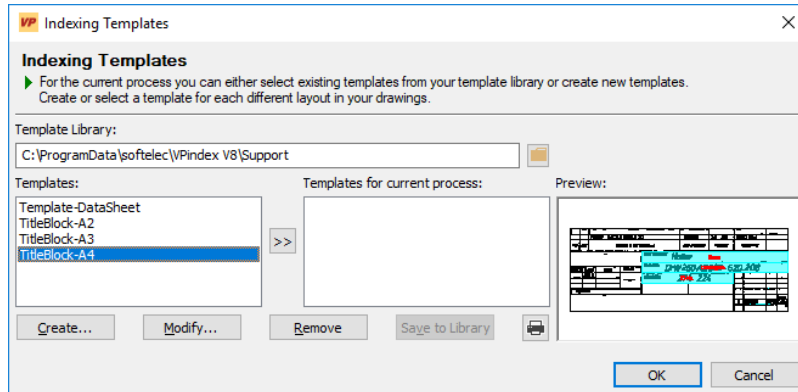 VP Indexing Templates
Indexing Templates
For the current process you can either select existing templates from your template library or create new templates.
Create or select a template for each different layout in your drawings.
Template Library:
C:\ProgramData\softelec\VPindex V8\Support
Templates: Templates for current process: Preview:
Template-DataSheet
TitleBlock-A2
TitleBlock-A3
TitleBlock-A4
>>
Create... Modify... Remove Save to Library
OK Cancel